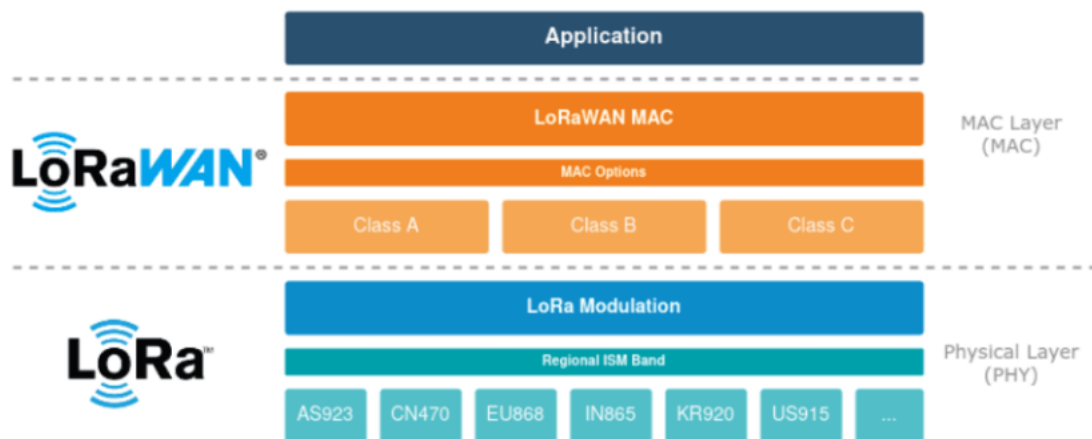 Application
LoRaWAN®
LoRaWAN MAC
MAC Layer
(MAC)
MAC Options
Class A
Class B
Class C
LoRa™
LoRa Modulation
Regional ISM Band
Physical Layer
(PHY)
AS923
CN470
EU868
IN865
KR920
US915
...